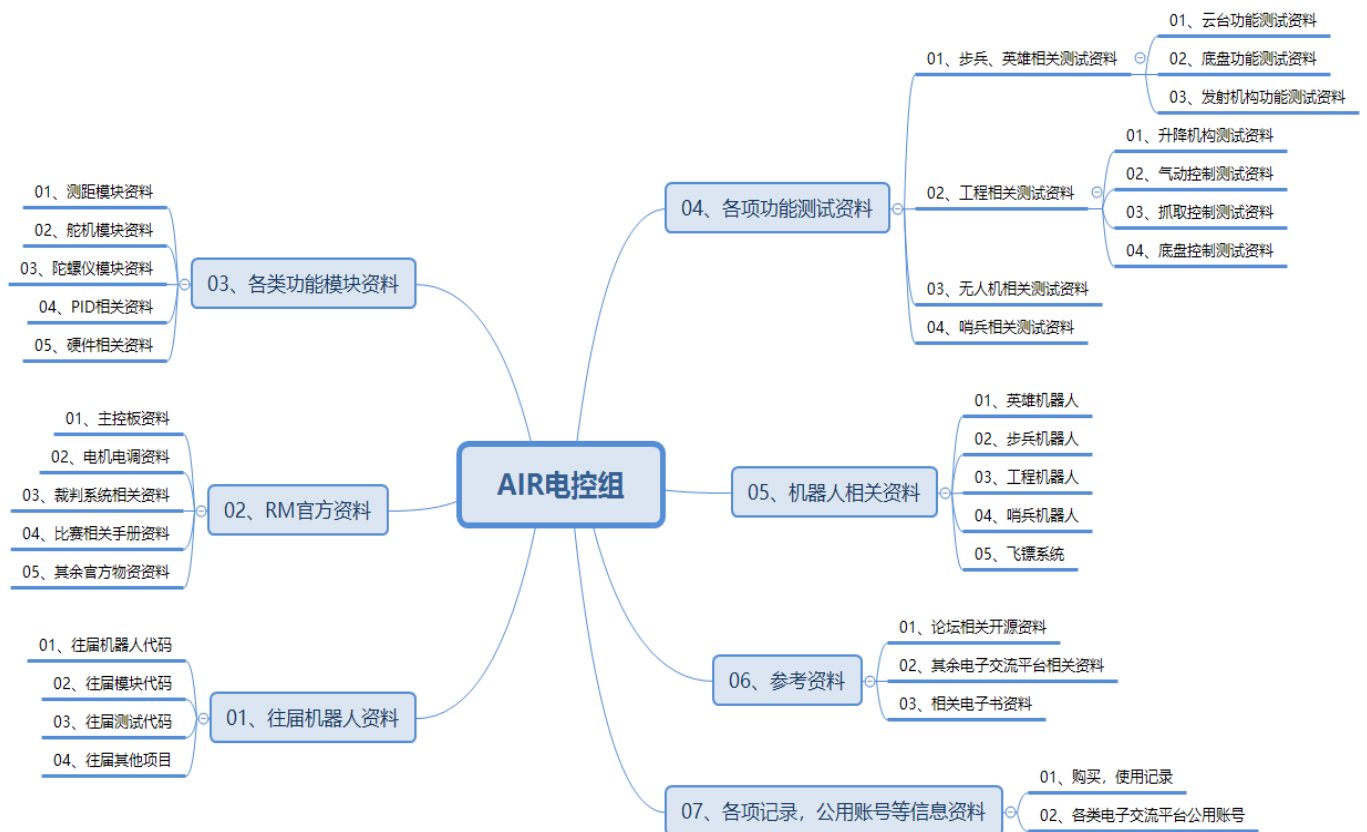 AIR电控组
01、往届机器人资料
01、往届机器人代码
02、往届模块代码
03、往届测试代码
04、往届其他项目
02、RM官方资料
01、主控板资料
02、电机电调资料
03、裁判系统相关资料
04、比赛相关手册资料
05、其余官方物资资料
03、各类功能模块资料
01、测距模块资料
02、舵机模块资料
03、陀螺仪模块资料
04、PID相关资料
05、硬件相关资料
04、各项功能测试资料
01、步兵、英雄相关测试资料
01、云台功能测试资料
02、底盘功能测试资料
03、发射机构功能测试资料
02、工程相关测试资料
01、升降机构测试资料
02、气动控制测试资料
03、抓取控制测试资料
04、底盘控制测试资料
03、无人机相关测试资料
04、哨兵相关测试资料
05、机器人相关资料
01、英雄机器人
02、步兵机器人
03、工程机器人
04、哨兵机器人
05、飞镖系统
06、参考资料
01、论坛相关开源资料
02、其余电子交流平台相关资料
03、相关电子书资料
07、各项记录，公用账号等信息资料
01、购买，使用记录
02、各类电子交流平台公用账号